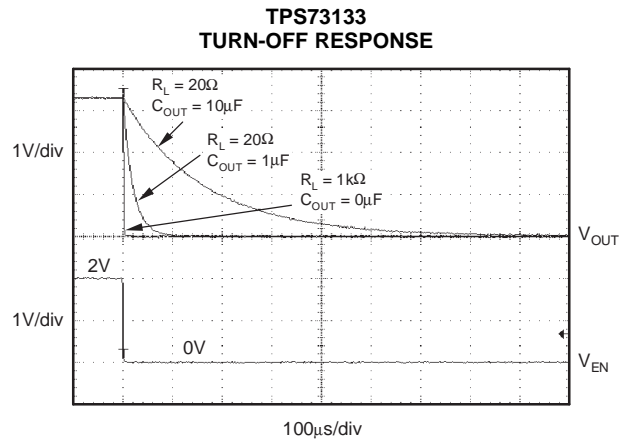 TPS73133
TURN-OFF RESPONSE
R_L = 20Ω
C_OUT = 10μF
R_L = 20Ω
C_OUT = 1μF
R_L = 1kΩ
C_OUT = 0μF
1V/div
V_OUT
2V
1V/div
0V
V_EN
100μs/div